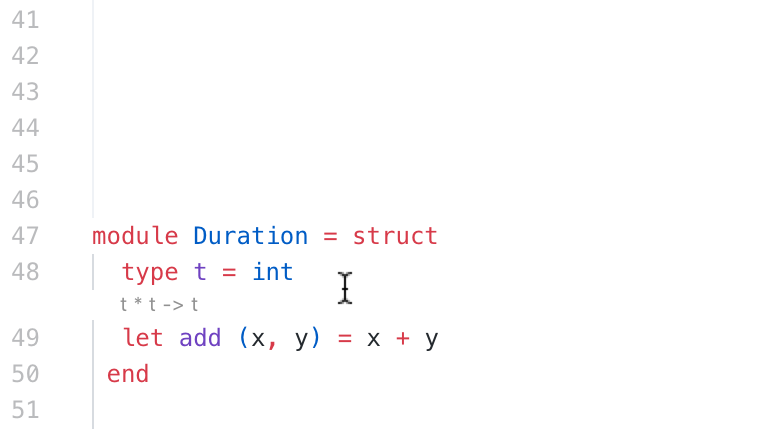 41
42
43
44
45
46
47 module Duration = struct
48 type t = int
t * t -> t
49 let add (x, y) = x + y
50 end
51